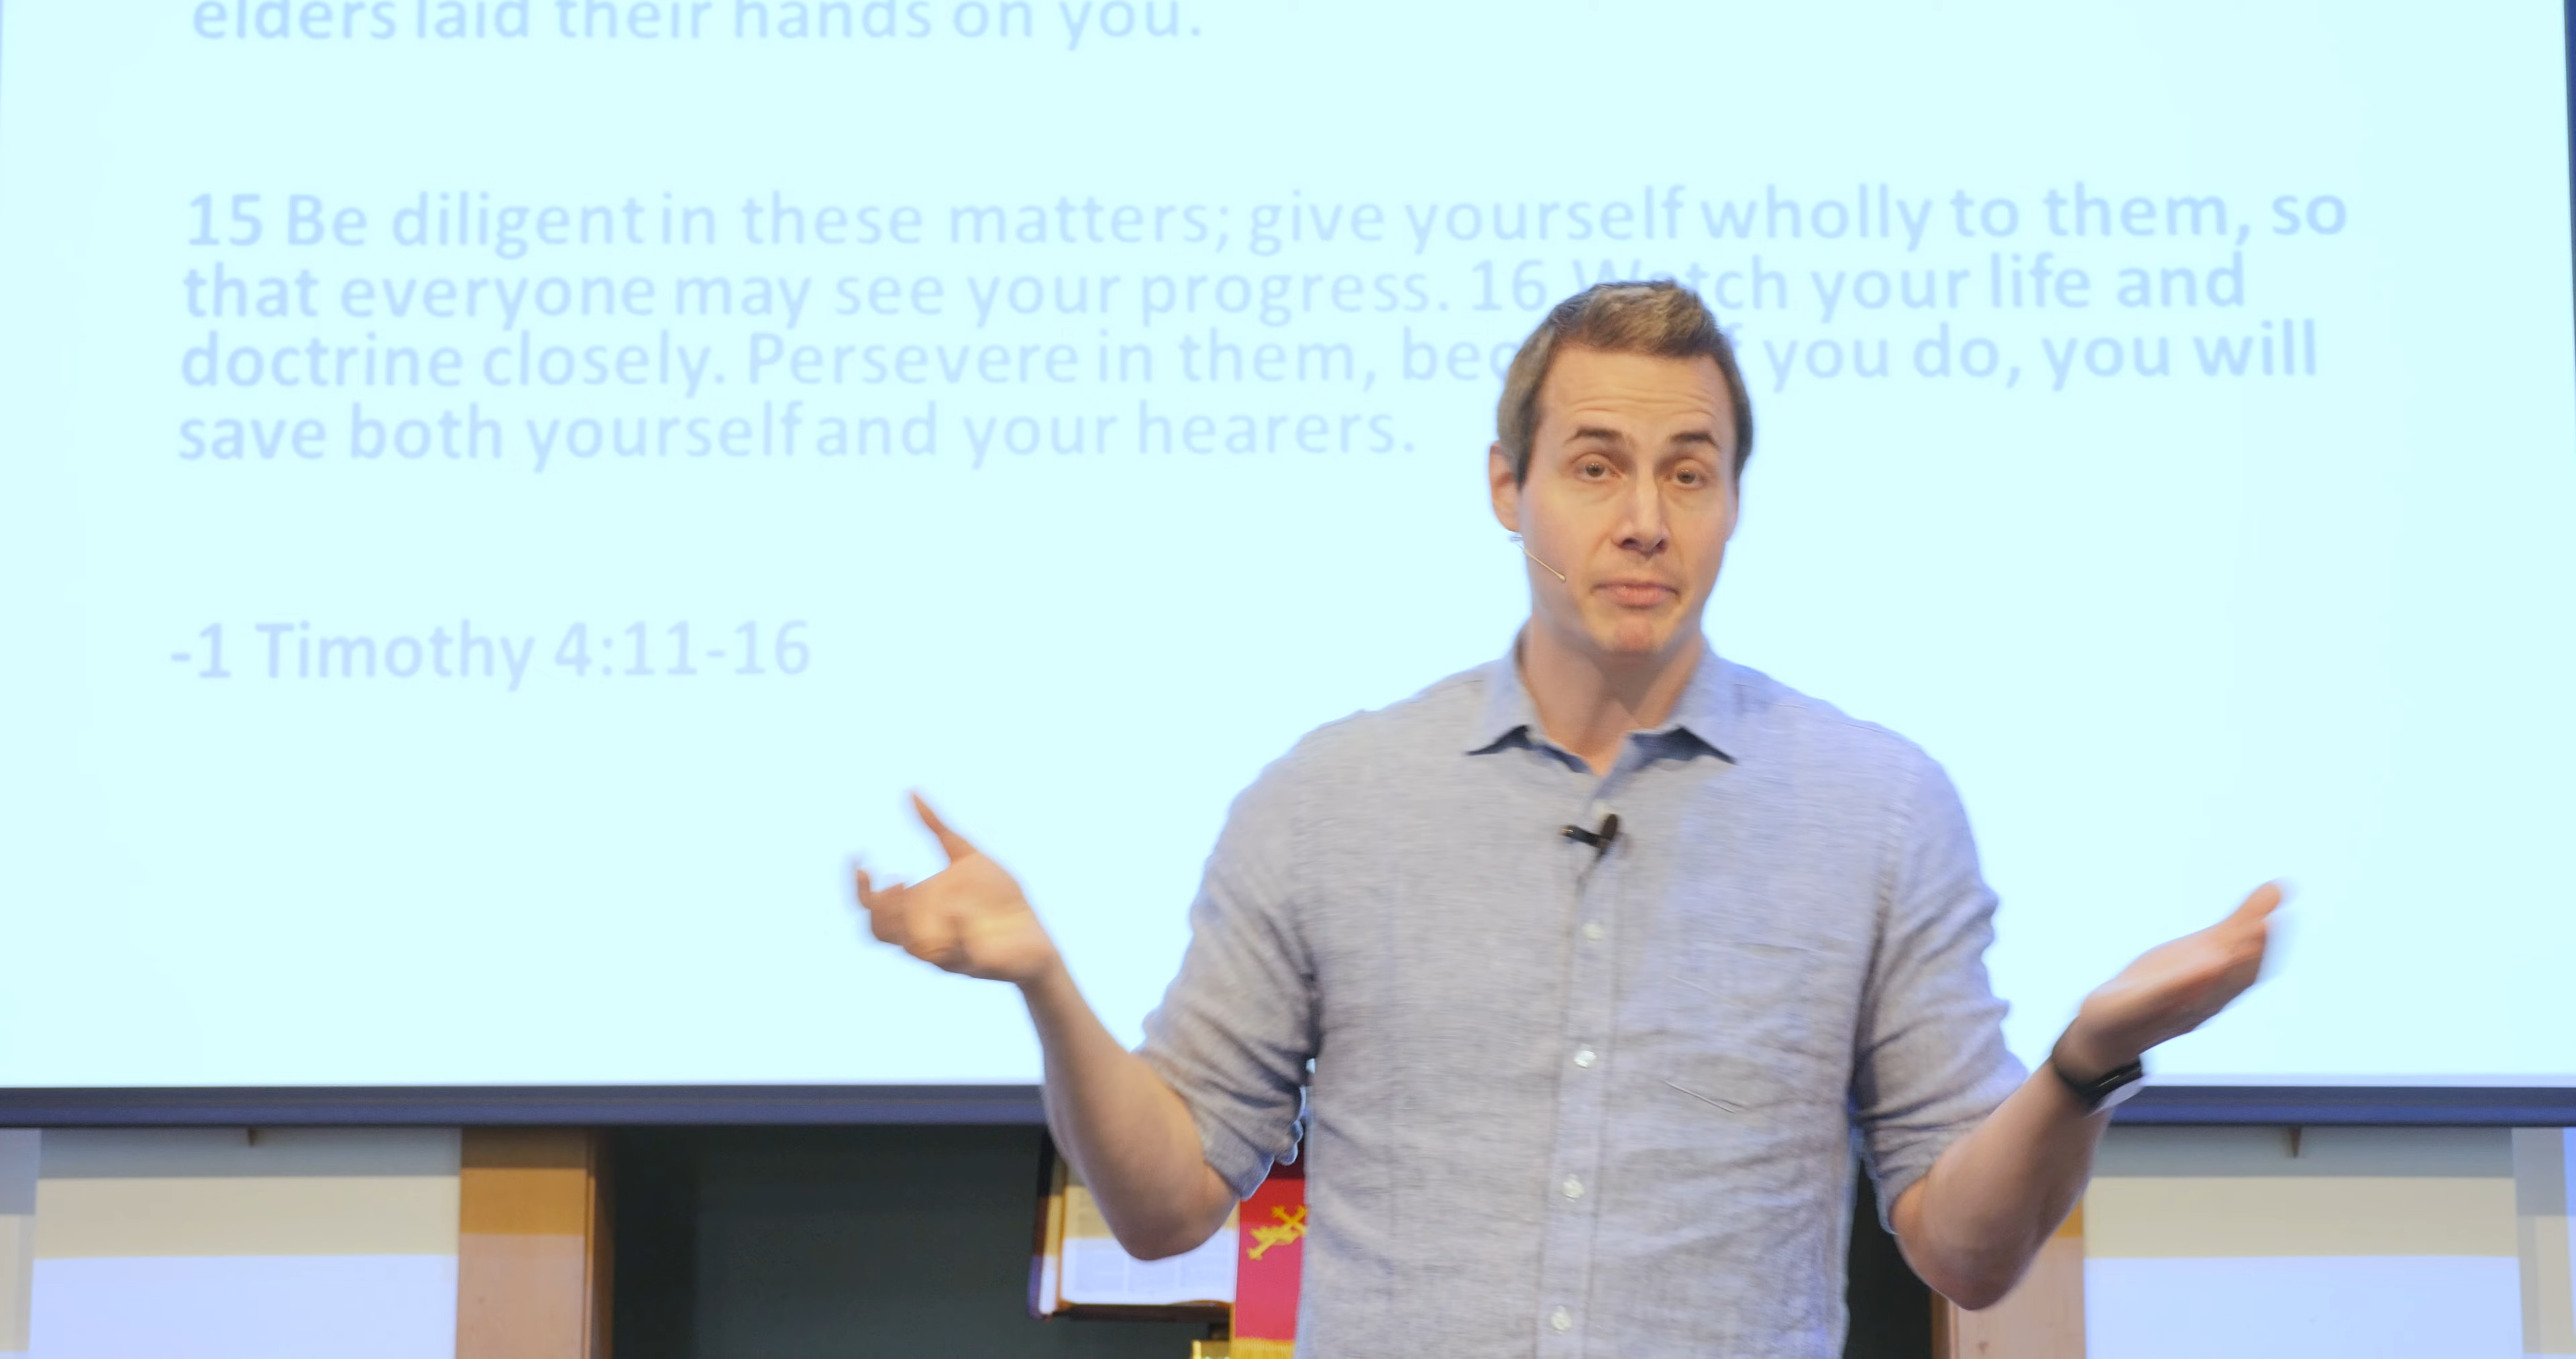 elders laid their hands on you.
15 Be diligent in these matters; give yourself wholly to them, so
that everyone may see your progress. 16 Watch your life and
doctrine closely. Persevere in them, you do, you will
save both yourself and your hearers.
-1 Timothy 4:11-16